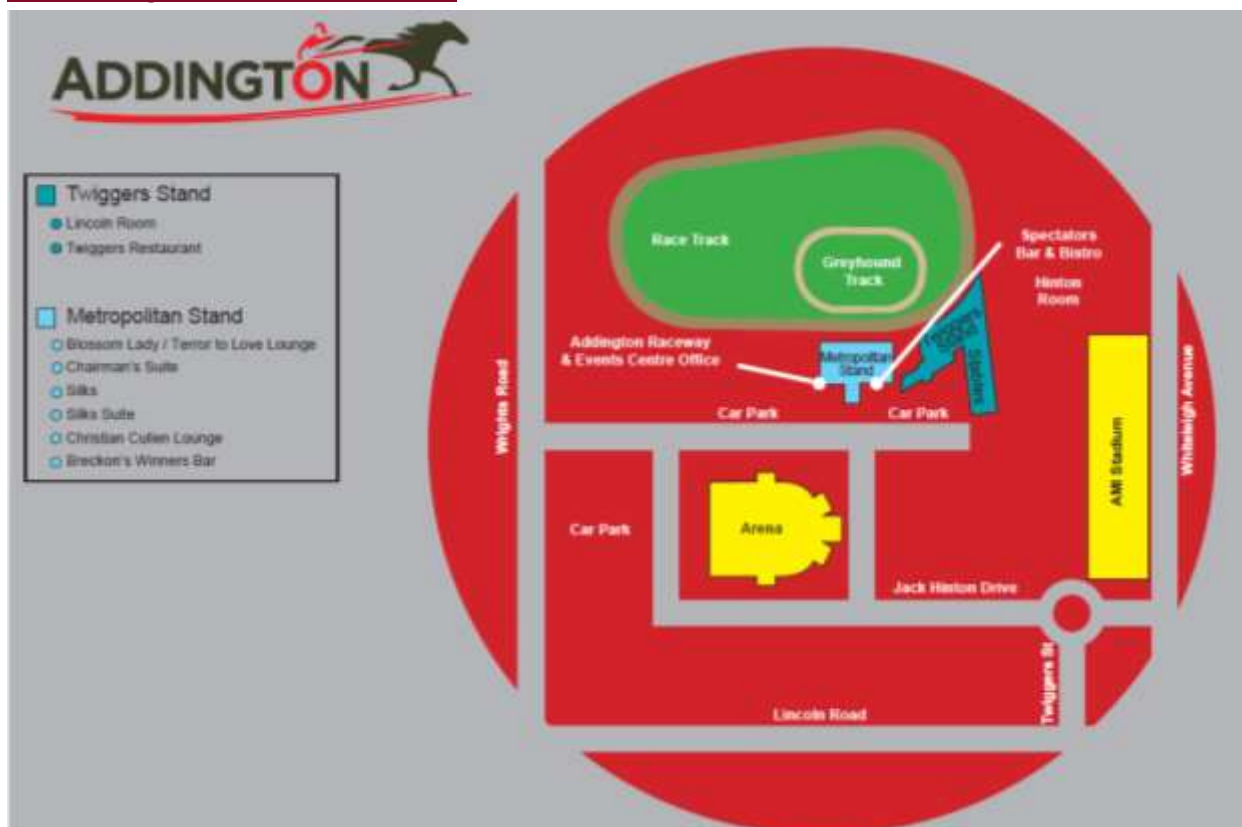 ADDINGTON
Twiggers Stand
Lincoln Room
Twiggers Restaurant
Metropolitan Stand
Blossom Lady / Terror to Love Lounge
Chairman's Suite
Silks
Silks Suite
Christian Cullen Lounge
Breckon's Winners Bar
Race Track
Greyhound
Track
Spectators
Bar & Bistro
Hinton
Room
Addington Raceway
& Events Centre Office
Metropolitan
Stand
Twiggers
Stand
Stables
Car Park
Car Park
Wrights Road
Whiteleigh Avenue
AMI Stadium
Car Park
Arena
Jack Hinton Drive
Twiggers St
Lincoln Road